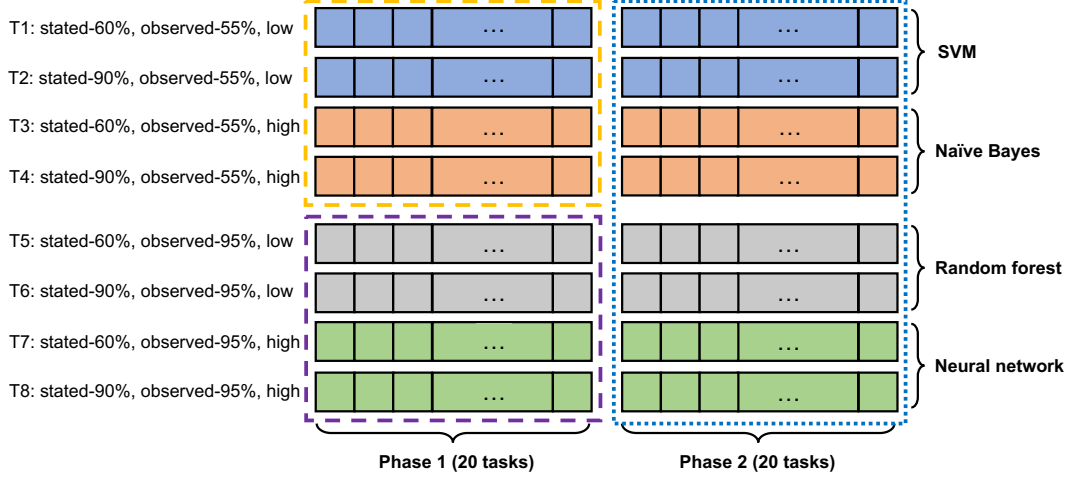 T1: stated-60%, observed-55%, low
... ...
SVM
T2: stated-90%, observed-55%, low
... ...
T3: stated-60%, observed-55%, high
... ...
Naïve Bayes
T4: stated-90%, observed-55%, high
... ...
T5: stated-60%, observed-95%, low
... ...
Random forest
T6: stated-90%, observed-95%, low
... ...
T7: stated-60%, observed-95%, high
... ...
Neural network
T8: stated-90%, observed-95%, high
... ...
Phase 1 (20 tasks)
Phase 2 (20 tasks)